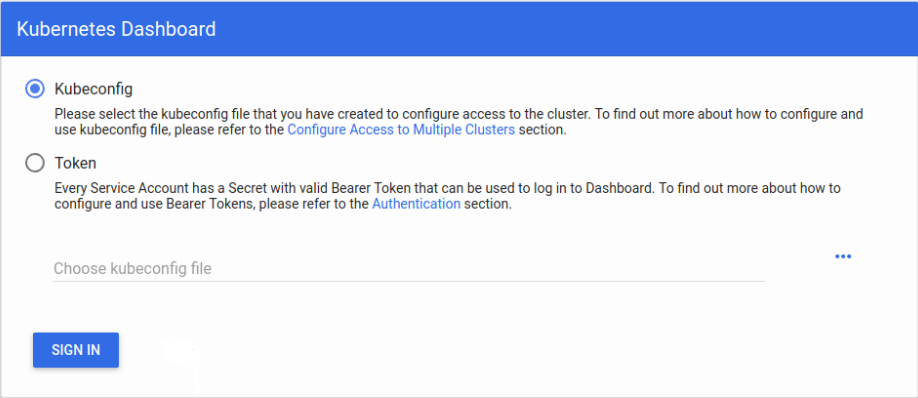 Kubernetes Dashboard
Kubeconfig
Please select the kubeconfig file that you have created to configure access to the cluster. To find out more about how to configure and
use kubeconfig file, please refer to the Configure Access to Multiple Clusters section.
Token
Every Service Account has a Secret with valid Bearer Token that can be used to log in to Dashboard. To find out more about how to
configure and use Bearer Tokens, please refer to the Authentication section.
Choose kubeconfig file
SIGN IN